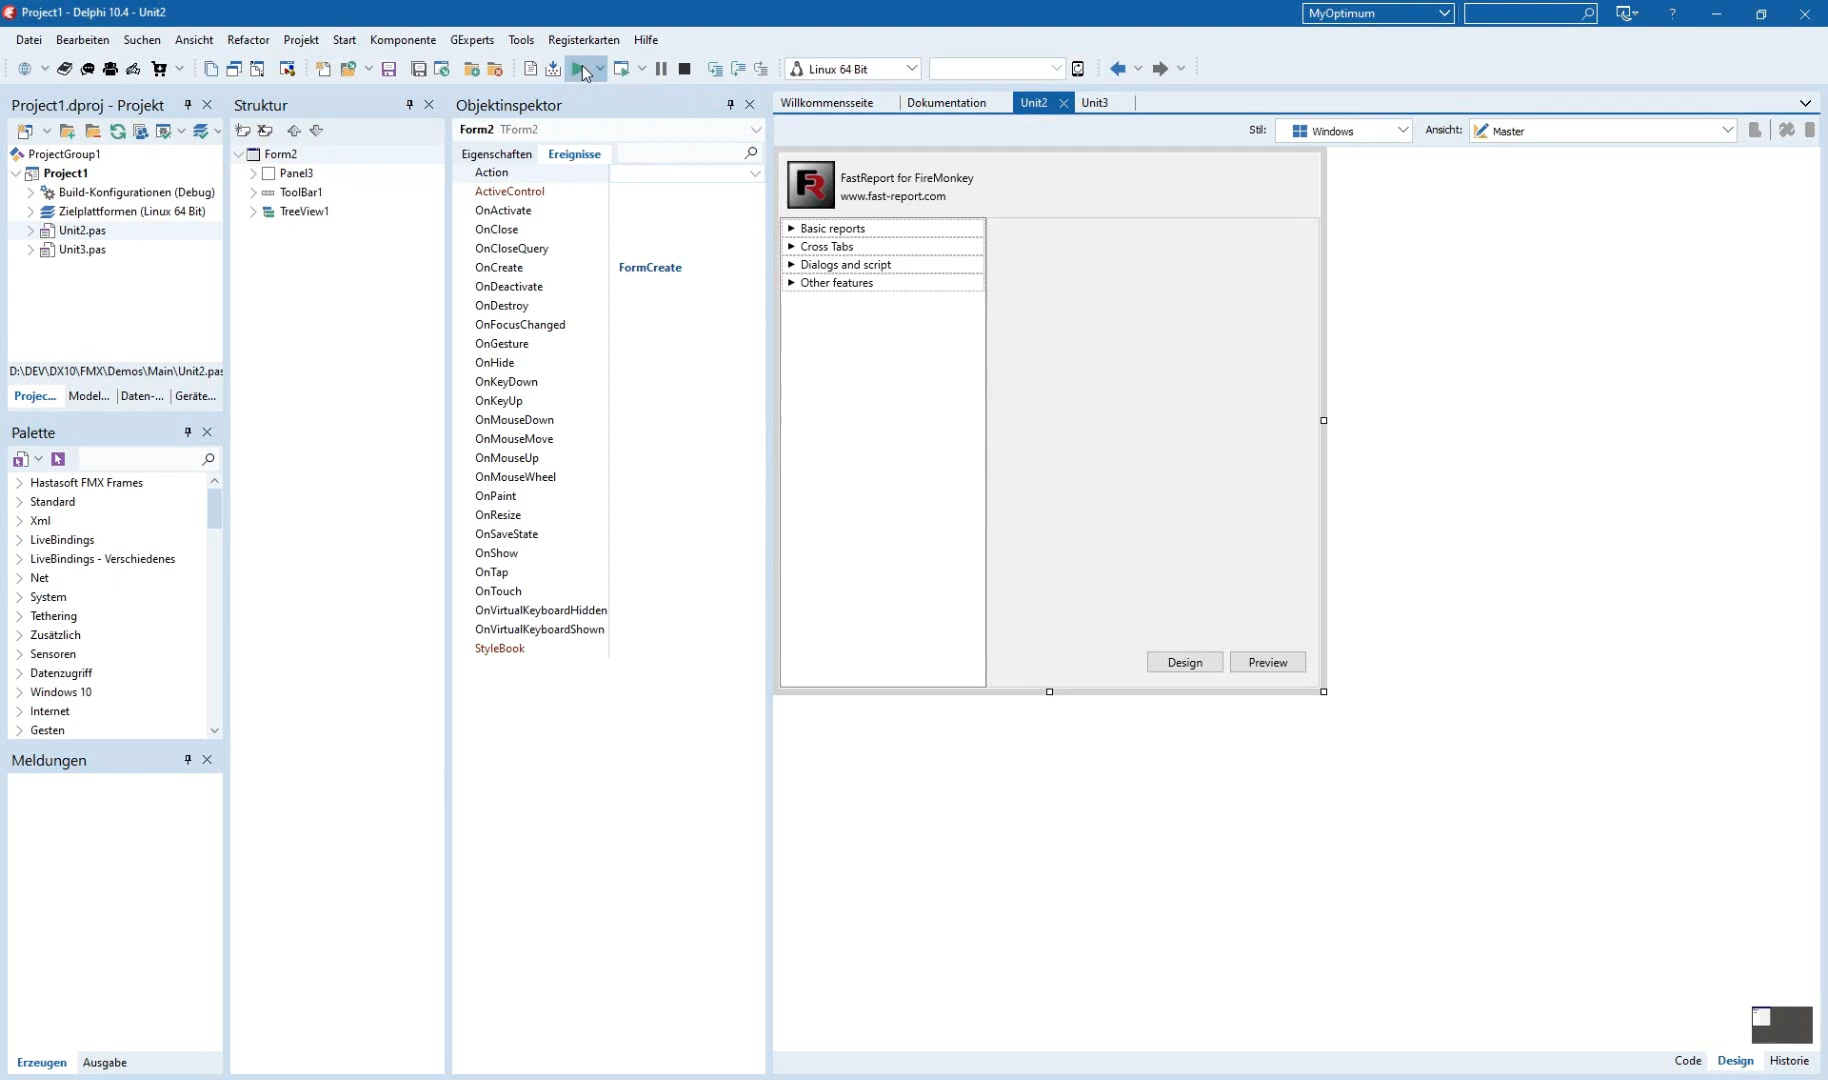 Project1 - Delphi 10.4 - Unit2
MyOptimum
?
Datei Bearbeiten Suchen Ansicht Refactor Projekt Start Komponente GExperts Tools Registerkarten Hilfe
Linux 64 Bit
Project1.dproj - Projekt
ProjectGroup1
Project1
Build-Konfigurationen (Debug)
Zielplattformen (Linux 64 Bit)
Unit2.pas
Unit3.pas
D:\DEV\DX10\FMX\Demos\Main\Unit2.pas
Projec... Model... Daten-... Geräte...
Palette
Hastasoft FMX Frames
Standard
Xml
LiveBindings
LiveBindings - Verschiedenes
Net
System
Tethering
Zusätzlich
Sensoren
Datenzugriff
Windows 10
Internet
Gesten
Meldungen
Erzeugen Ausgabe
Struktur
Form2
Panel3
ToolBar1
TreeView1
Objektinspektor
Form2 TForm2
Eigenschaften Ereignisse
Action
ActiveControl
OnActivate
OnClose
OnCloseQuery
OnCreate FormCreate
OnDeactivate
OnDestroy
OnFocusChanged
OnGesture
OnHide
OnKeyDown
OnKeyUp
OnMouseDown
OnMouseMove
OnMouseUp
OnMouseWheel
OnPaint
OnResize
OnSaveState
OnShow
OnTap
OnTouch
OnVirtualKeyboardHidden
OnVirtualKeyboardShown
StyleBook
Willkommensseite Dokumentation Unit2 Unit3
Stil: Windows Ansicht: Master
FR
FastReport for FireMonkey
www.fast-report.com
Basic reports
Cross Tabs
Dialogs and script
Other features
Design Preview
Code Design Historie